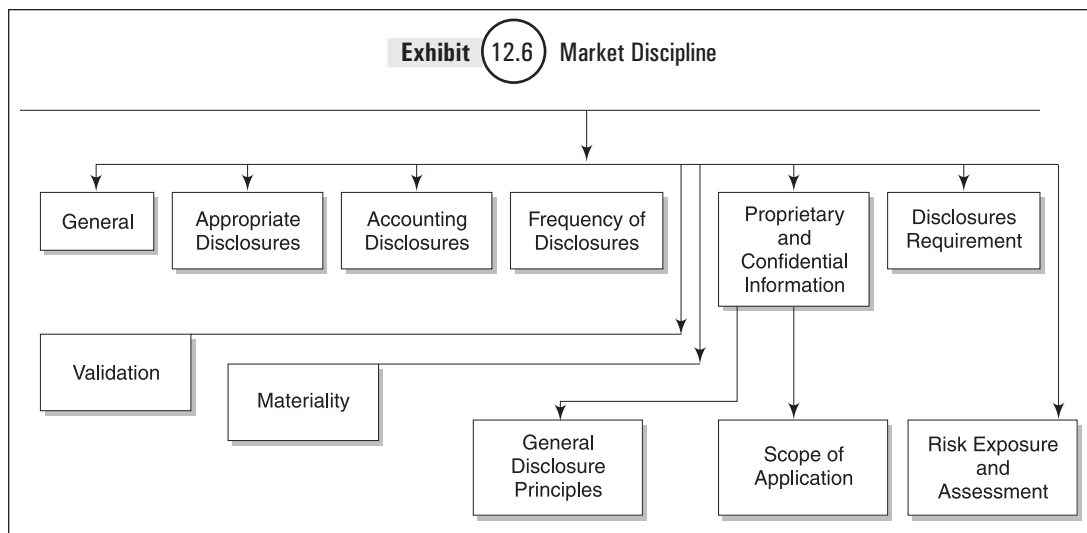 Exhibit 12.6 Market Discipline
General
Appropriate
Disclosures
Accounting
Disclosures
Frequency of
Disclosures
Proprietary
and
Confidential
Information
Disclosures
Requirement
Validation
Materiality
General
Disclosure
Principles
Scope of
Application
Risk Exposure
and
Assessment